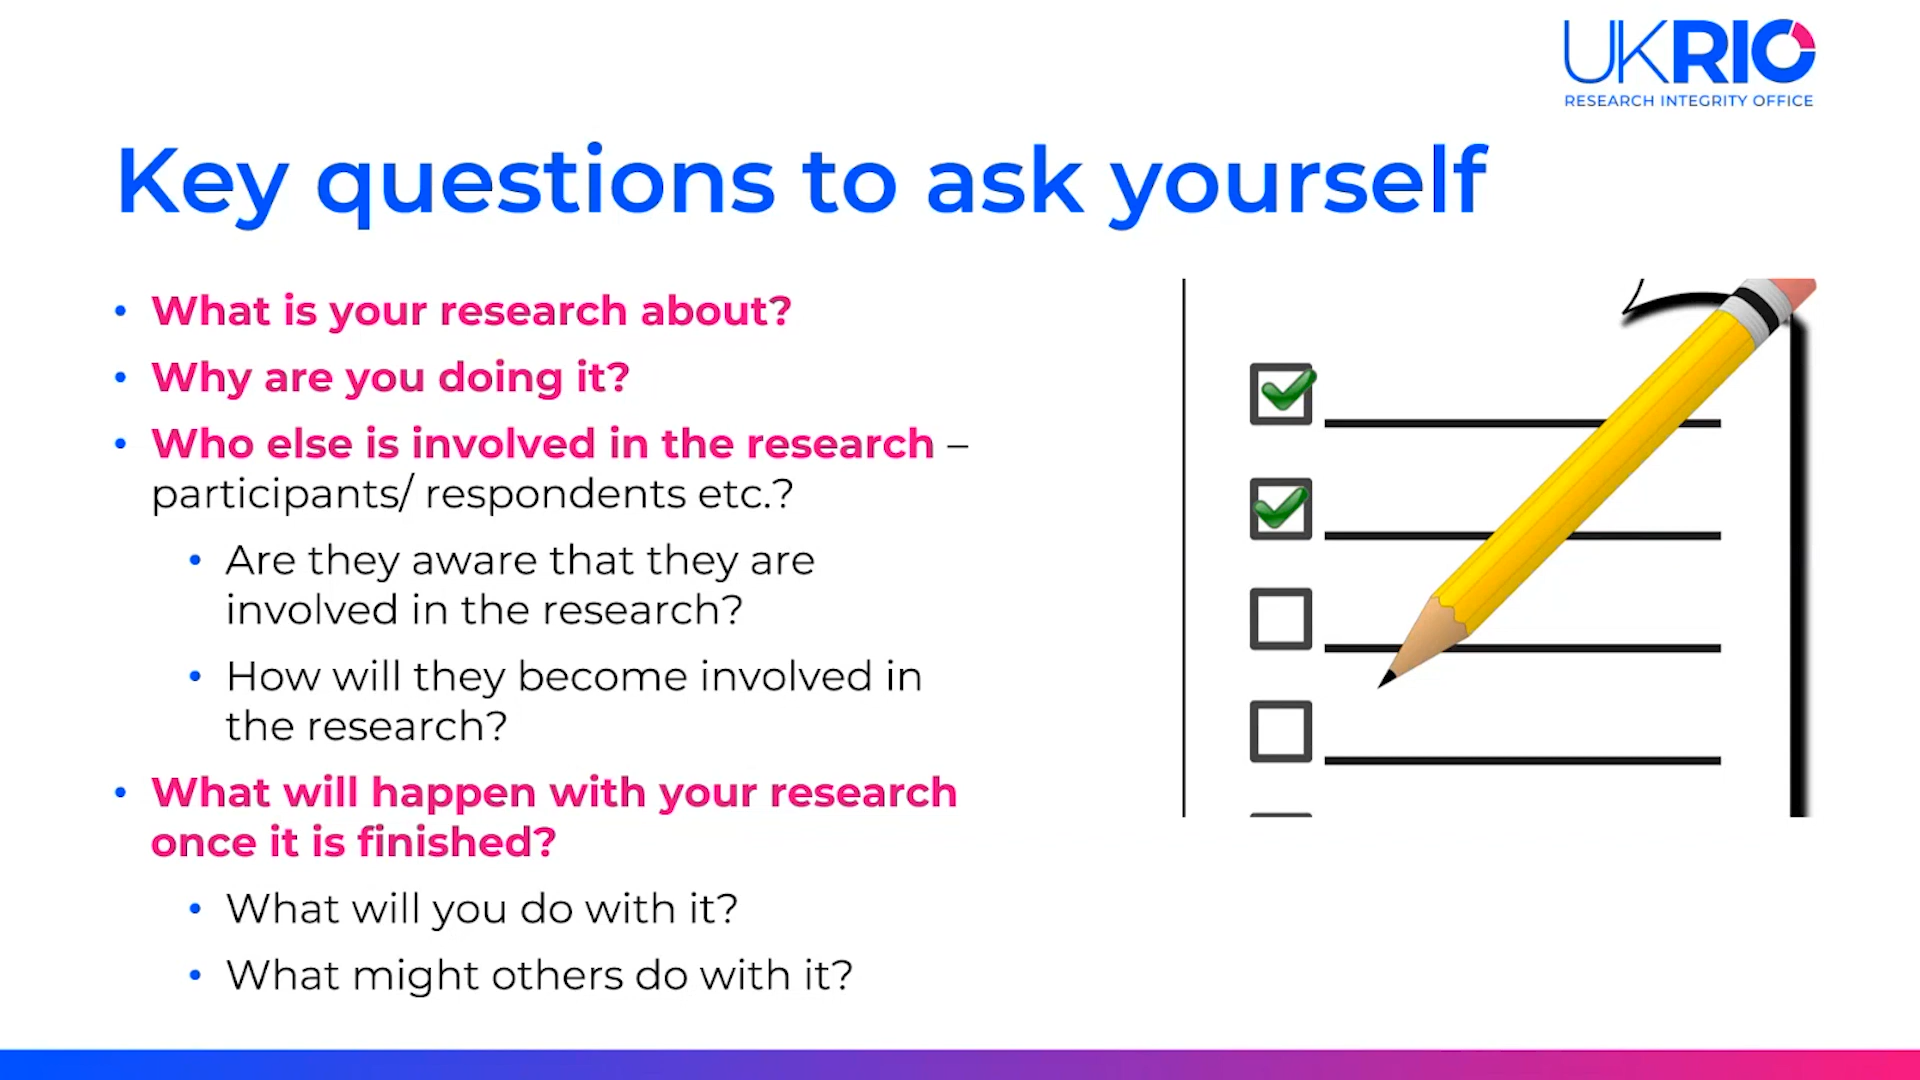 UKRIO
RESEARCH INTEGRITY OFFICE
Key questions to ask yourself
• What is your research about?
• Why are you doing it?
• Who else is involved in the research –
participants/ respondents etc.?
• Are they aware that they are
involved in the research?
• How will they become involved in
the research?
• What will happen with your research
once it is finished?
• What will you do with it?
• What might others do with it?